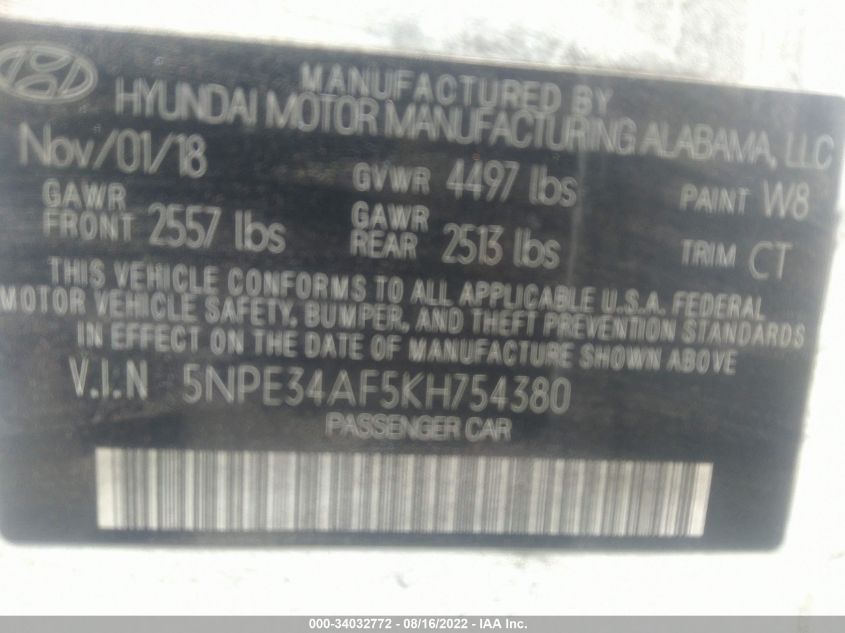 MANUFACTURED BY
HYUNDAI MOTOR MANUFACTURING ALABAMA, LLC
Nov/01/18 GVWR 4497 lbs PAINT W8
GAWR FRONT 2557 lbs GAWR REAR 2513 lbs TRIM CT
THIS VEHICLE CONFORMS TO ALL APPLICABLE U.S.A. FEDERAL
MOTOR VEHICLE SAFETY, BUMPER, AND THEFT PREVENTION STANDARDS
IN EFFECT ON THE DATE OF MANUFACTURE SHOWN ABOVE
V.I.N 5NPE34AF5KH754380
PASSENGER CAR
000-34032772 - 08/16/2022 - IAA Inc.